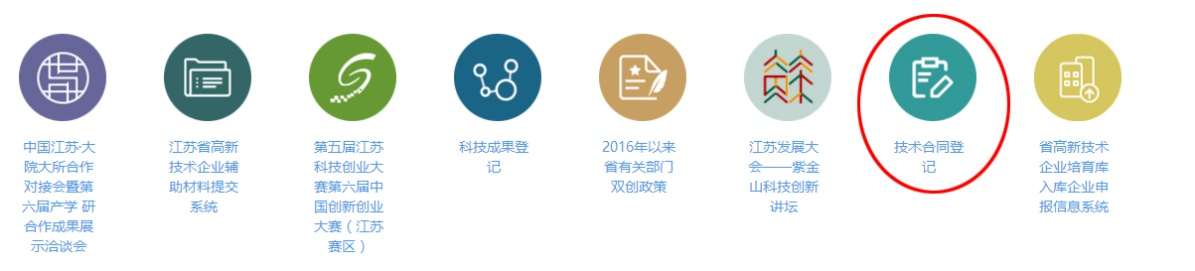 中国江苏·大
院大所合作
对接会暨第
六届产学 研
合作成果展
示洽谈会
江苏省高新
技术企业辅
助材料提交
系统
第五届江苏
科技创业大
赛第六届中
国创新创业
大赛（江苏
赛区）
科技成果登
记
2016年以来
省有关部门
双创政策
江苏发展大
会——紫金
山科技创新
讲坛
技术合同登
记
省高新技术
企业培育库
入库企业申
报信息系统